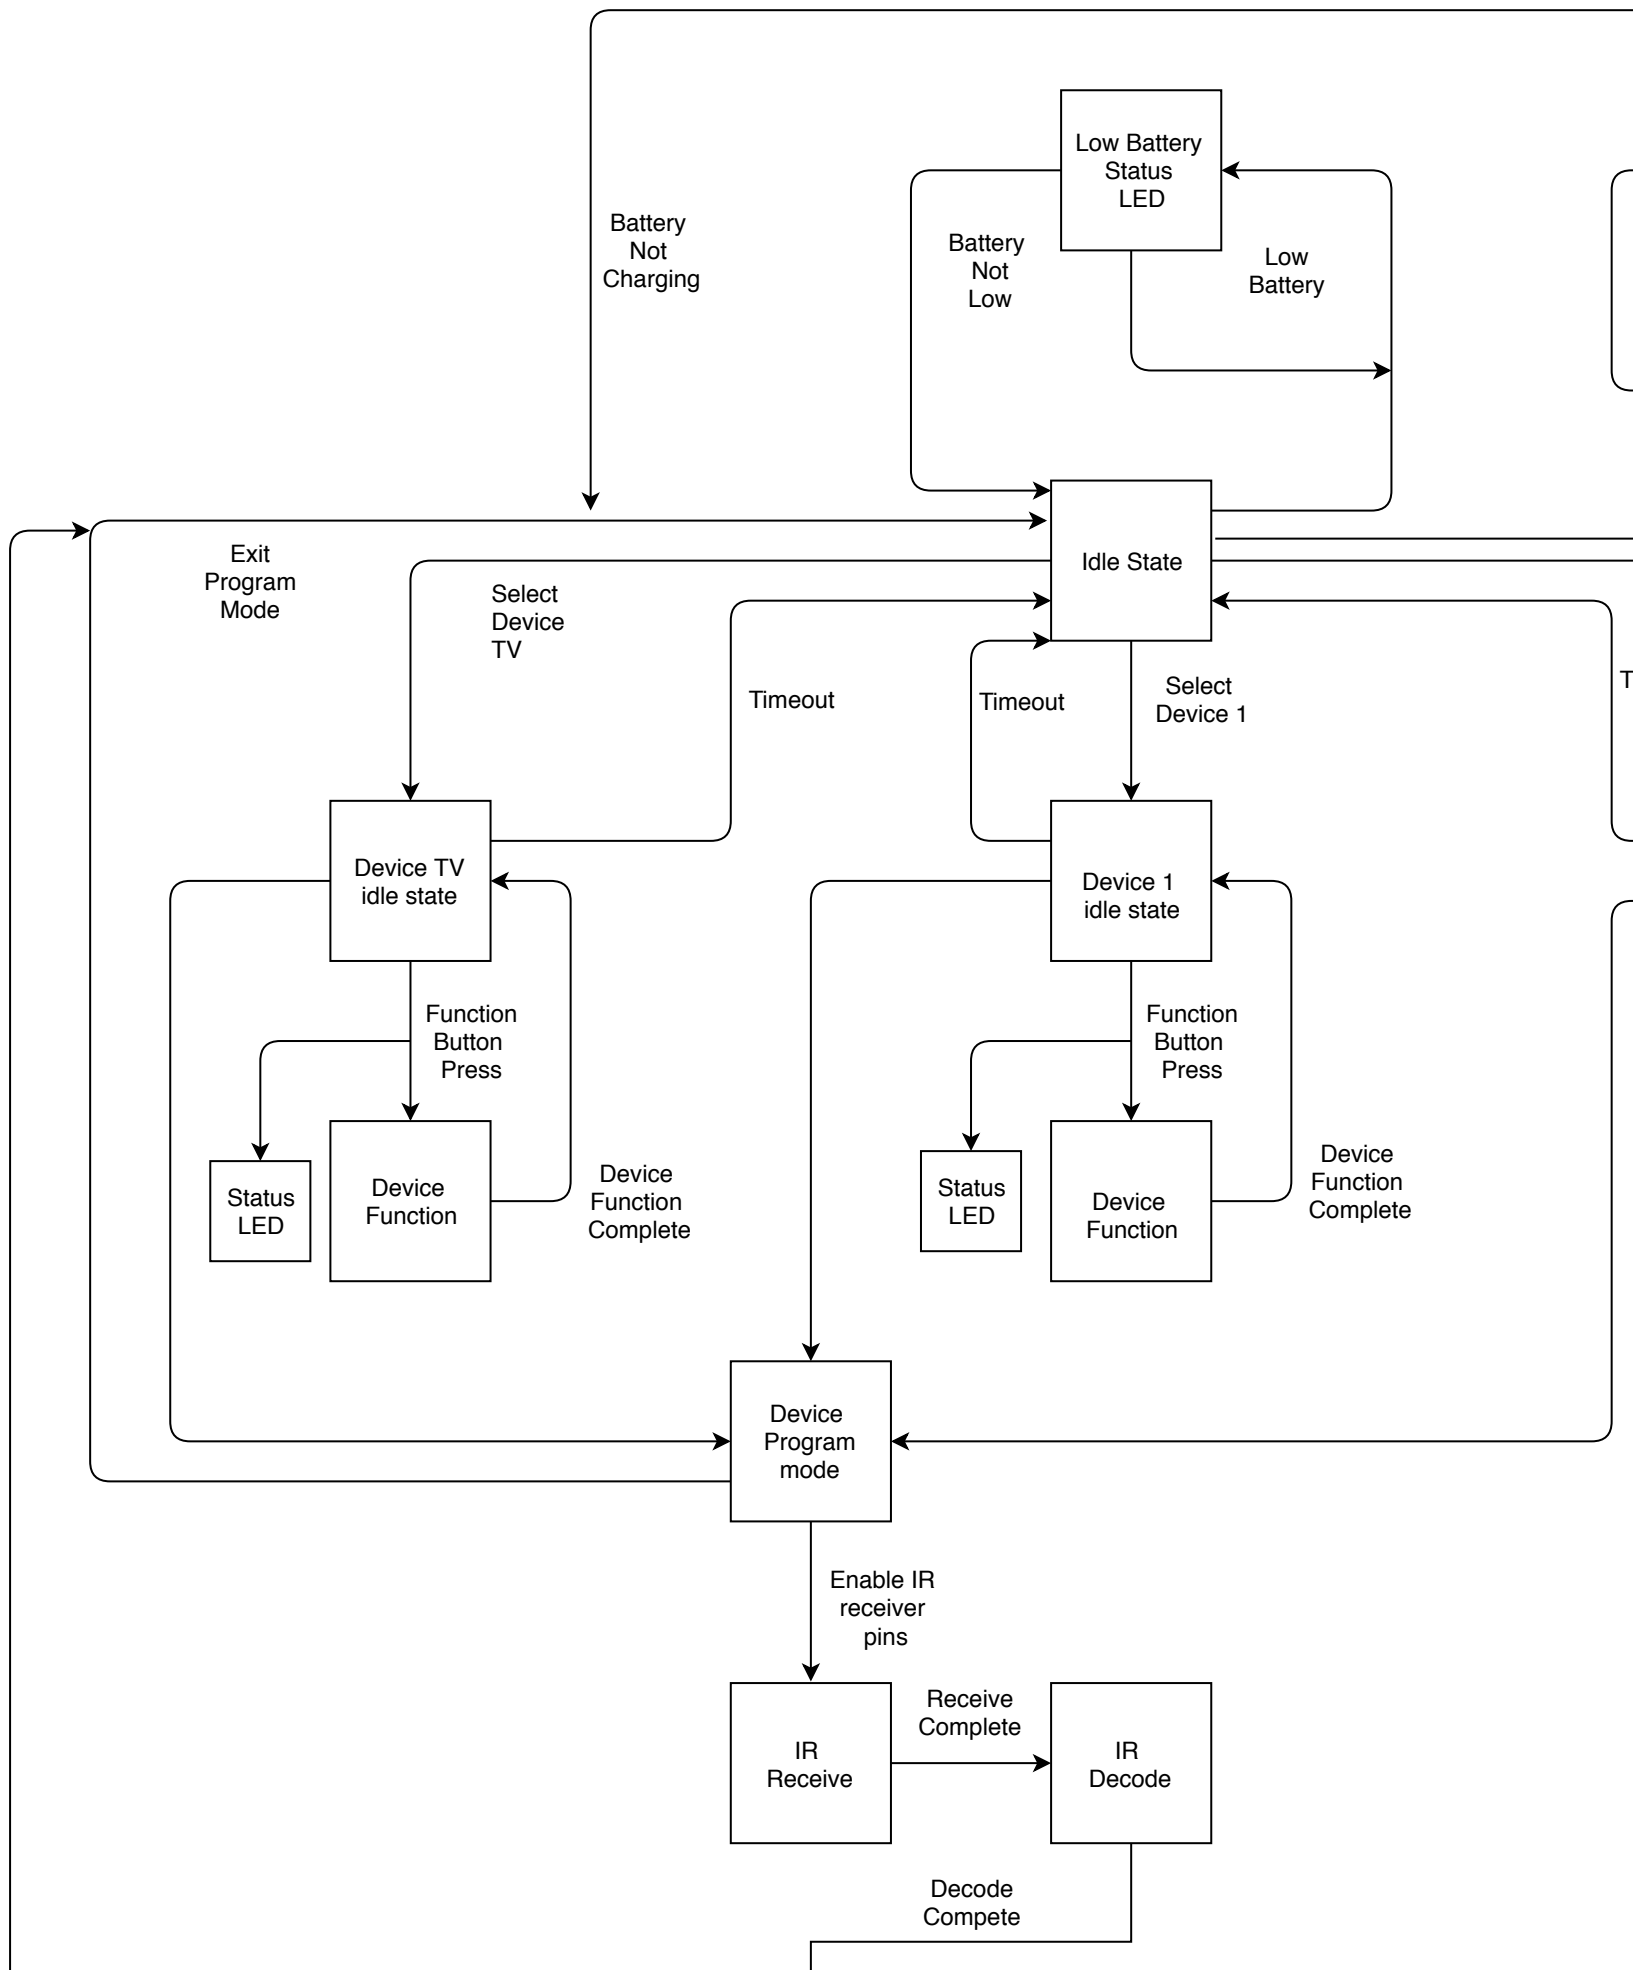 Low Battery
Status
LED
Battery
Not
Charging
Battery
Not
Low
Low
Battery
Exit
Program
Mode
Idle State
Select
Device
TV
Timeout
Timeout
Select
Device 1
T
Device TV
idle state
Device 1
idle state
Function
Button
Press
Function
Button
Press
Status
LED
Device
Function
Device
Function
Complete
Status
LED
Device
Function
Device
Function
Complete
Device
Program
mode
Enable IR
receiver
pins
IR
Receive
Receive
Complete
IR
Decode
Decode
Compete